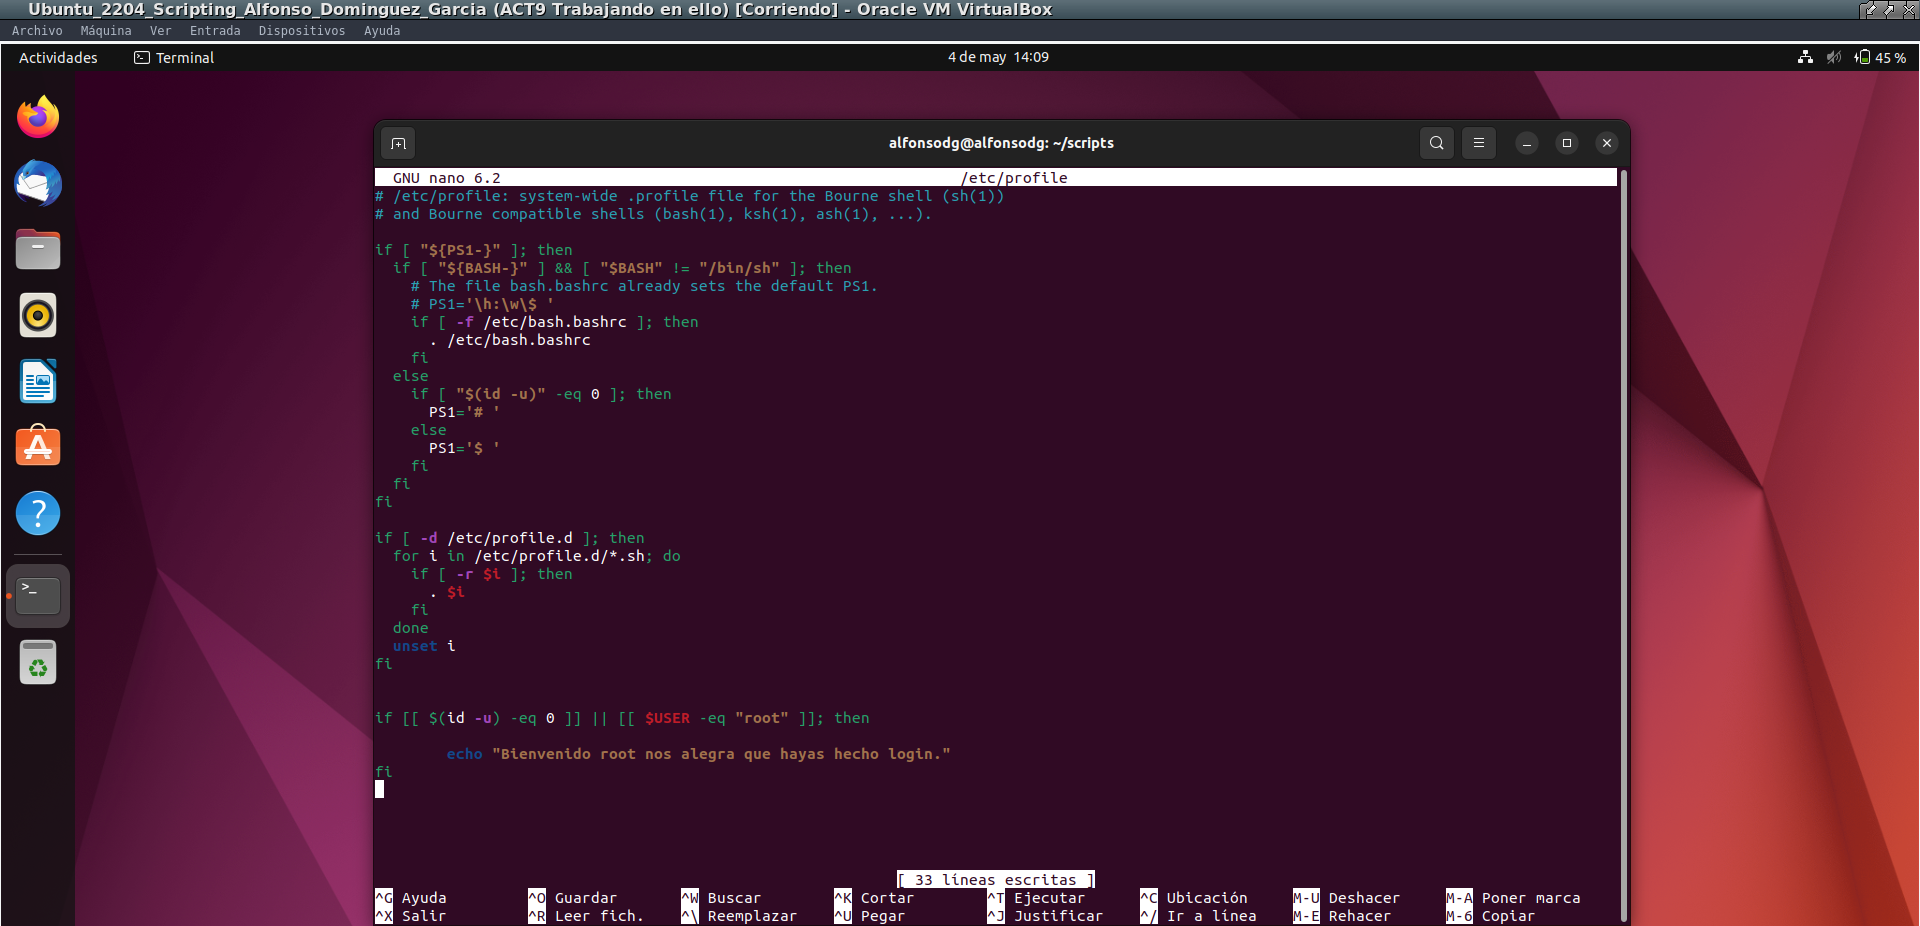 Ubuntu_2204_Scripting_Alfonso_Dominguez_Garcia (ACT9 Trabajando en ello) [Corriendo] - Oracle VM VirtualBox
Archivo Máquina Ver Entrada Dispositivos Ayuda
Actividades Terminal 4 de may 14:09 45 %
alfonsodg@alfonsodg: ~/scripts
GNU nano 6.2 /etc/profile
# /etc/profile: system-wide .profile file for the Bourne shell (sh(1))
# and Bourne compatible shells (bash(1), ksh(1), ash(1), ...).
if [ "${PS1-}" ]; then
  if [ "${BASH-}" ] && [ "$BASH" != "/bin/sh" ]; then
    # The file bash.bashrc already sets the default PS1.
    # PS1='\h:\w\$ '
    if [ -f /etc/bash.bashrc ]; then
      . /etc/bash.bashrc
    fi
  else
    if [ "$(id -u)" -eq 0 ]; then
      PS1='# '
    else
      PS1='$ '
    fi
  fi
fi
if [ -d /etc/profile.d ]; then
  for i in /etc/profile.d/*.sh; do
    if [ -r $i ]; then
      . $i
    fi
  done
  unset i
fi
if [[ $(id -u) -eq 0 ]] || [[ $USER -eq "root" ]]; then
        echo "Bienvenido root nos alegra que hayas hecho login."
fi
[ 33 líneas escritas ]
^G Ayuda ^O Guardar ^W Buscar ^K Cortar ^T Ejecutar ^C Ubicación M-U Deshacer M-A Poner marca
^X Salir ^R Leer fich. ^\ Reemplazar ^U Pegar ^J Justificar ^/ Ir a línea M-E Rehacer M-6 Copiar